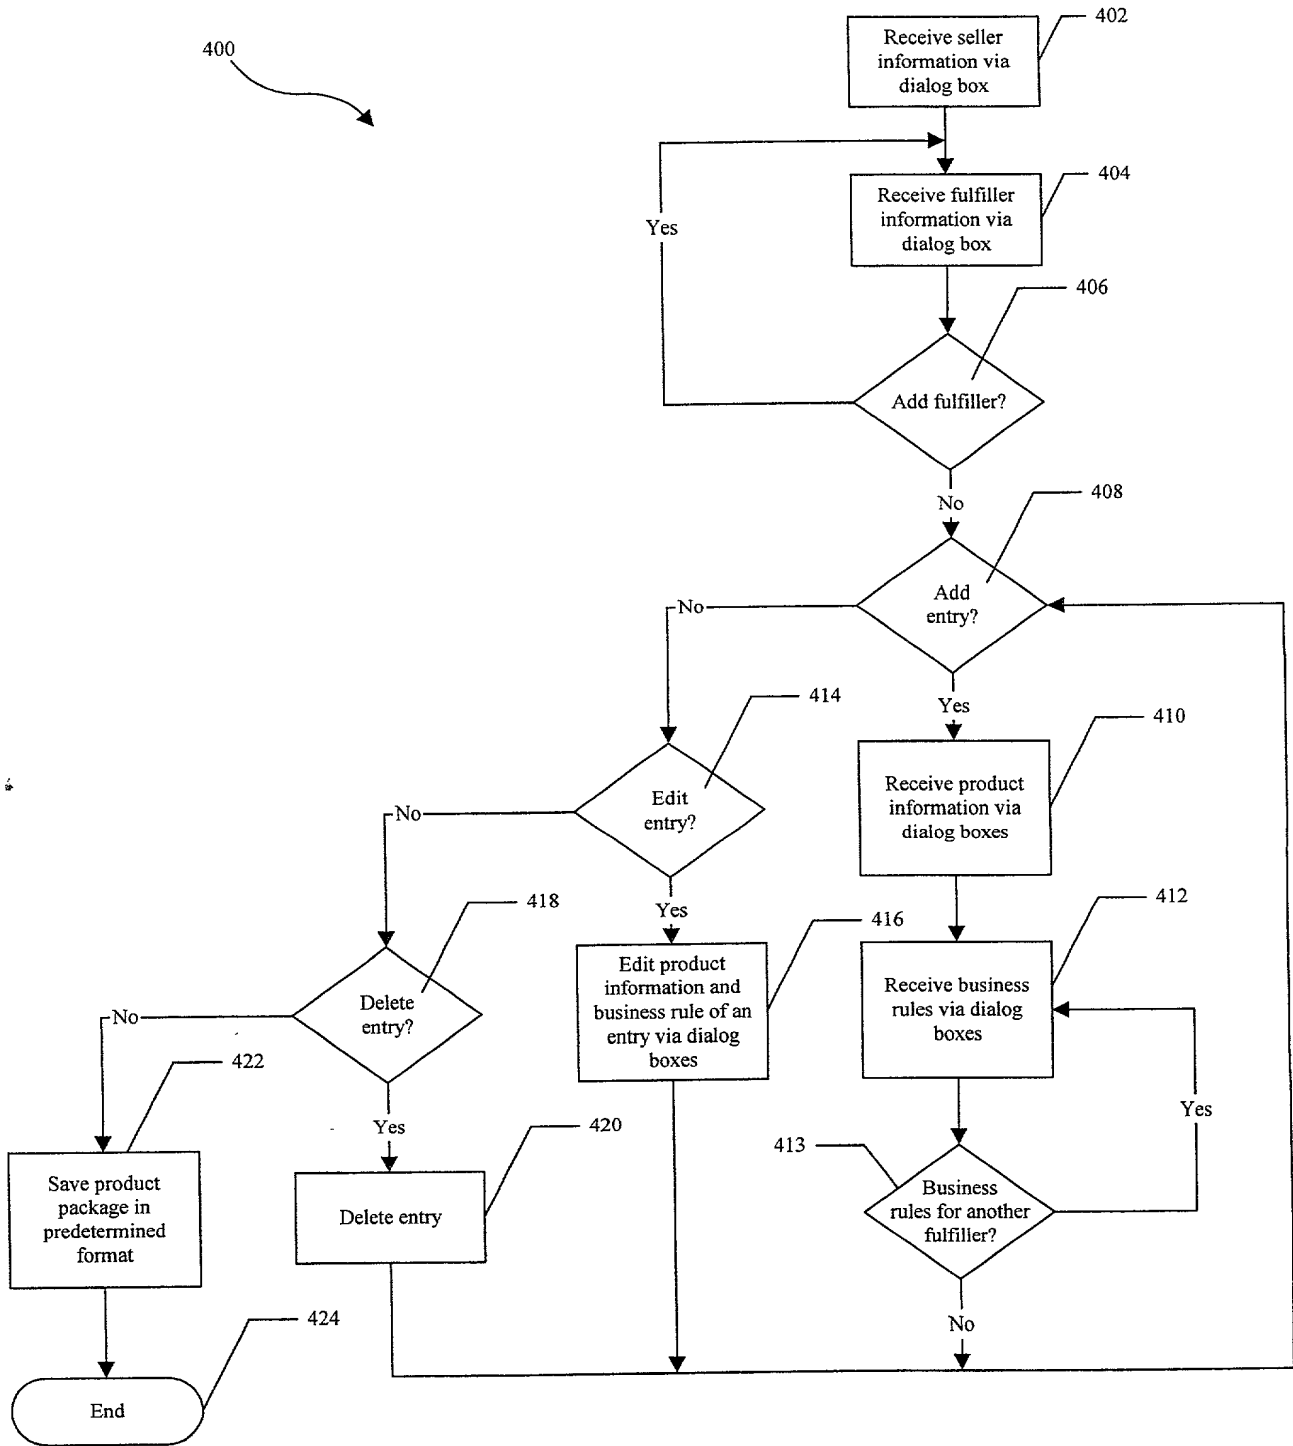 400
402
Receive seller
information via
dialog box
404
Receive fulfiller
information via
dialog box
Yes
406
Add fulfiller?
No
408
Add
entry?
No
Yes
414
410
Edit
entry?
Receive product
information via
dialog boxes
No
Yes
418
416
412
Delete
entry?
Edit product
information and
business rule of an
entry via dialog
boxes
Receive business
rules via dialog
boxes
No
422
Yes
Yes
420
413
Save product
package in
predetermined
format
Delete entry
Business
rules for another
fulfiller?
424
No
End